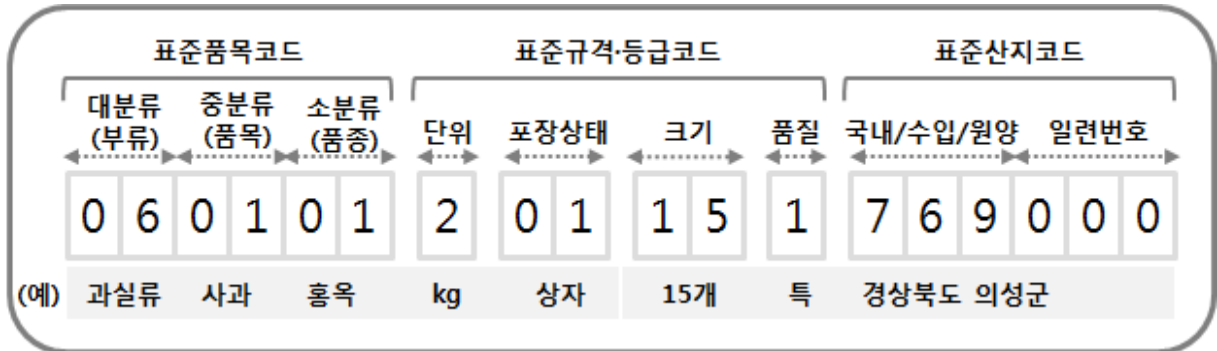 표준품목코드 표준규격·등급코드 표준산지코드
대분류 중분류 소분류
(부류) (품목) (품종) 단위 포장상태 크기 품질 국내/수입/원양 일련번호
0 6 0 1 0 1 2 0 1 1 5 1 7 6 9 0 0 0
(예) 과실류 사과 홍옥 kg 상자 15개 특 경상북도 의성군